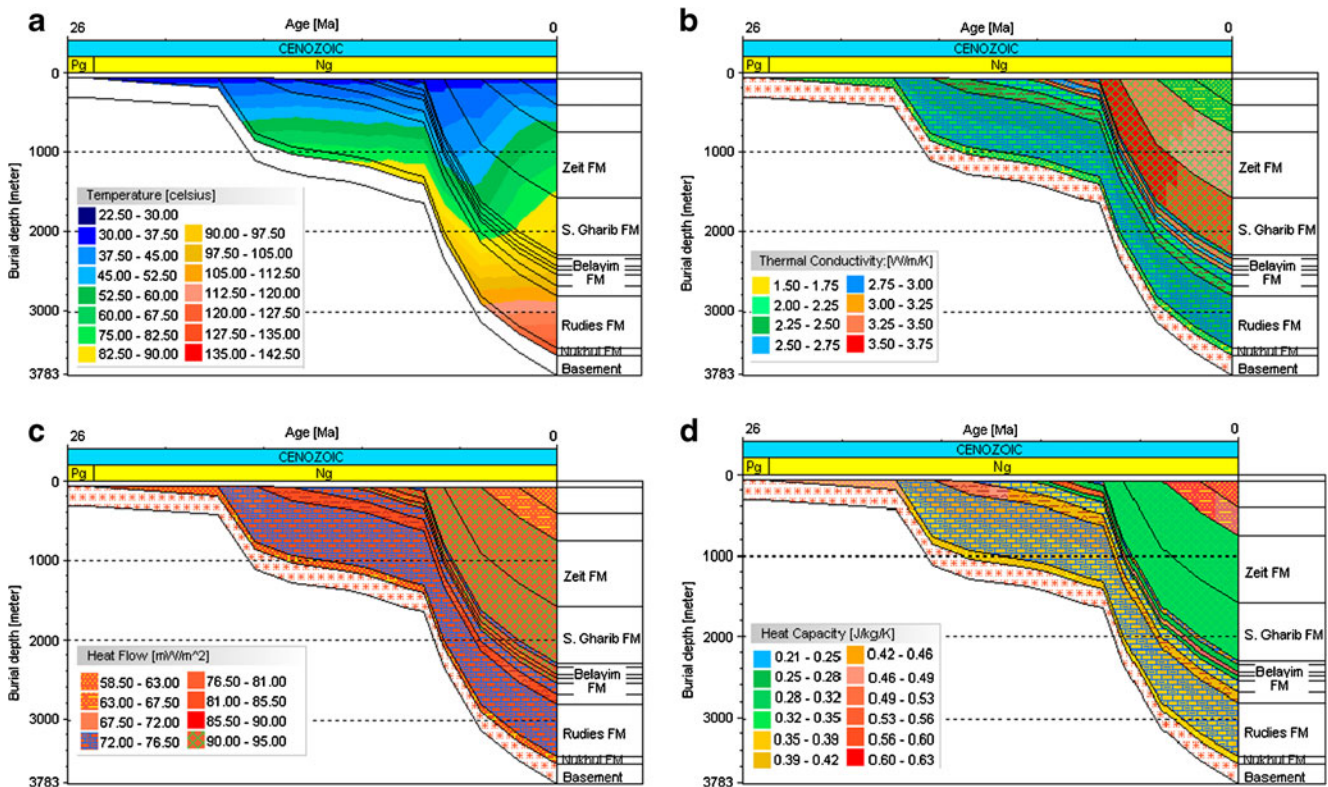 a
Age [Ma]
26
0
CENOZOIC
Pg
Ng
0
1000
2000
3000
3783
Burial depth [meter]
Temperature [celsius]
22.50 - 30.00
30.00 - 37.50
37.50 - 45.00
45.00 - 52.50
52.50 - 60.00
60.00 - 67.50
75.00 - 82.50
82.50 - 90.00
90.00 - 97.50
97.50 - 105.00
105.00 - 112.50
112.50 - 120.00
120.00 - 127.50
127.50 - 135.00
135.00 - 142.50
Zeit FM
S. Gharib FM
Belayim
FM
Rudies FM
Nukhul FM
Basement
b
Age [Ma]
26
0
CENOZOIC
Pg
Ng
0
1000
2000
3000
3783
Burial depth [meter]
Thermal Conductivity:[W/m/K]
1.50 - 1.75
2.00 - 2.25
2.25 - 2.50
2.50 - 2.75
2.75 - 3.00
3.00 - 3.25
3.25 - 3.50
3.50 - 3.75
Zeit FM
S. Gharib FM
Belayim
FM
Rudies FM
Nukhul FM
Basement
c
Age [Ma]
26
0
CENOZOIC
Pg
Ng
0
1000
2000
3000
3783
Burial depth [meter]
Heat Flow [mW/m^2]
58.50 - 63.00
63.00 - 67.50
67.50 - 72.00
72.00 - 76.50
76.50 - 81.00
81.00 - 85.50
85.50 - 90.00
90.00 - 95.00
Zeit FM
S. Gharib FM
Belayim
FM
Rudies FM
Nukhul FM
Basement
d
Age [Ma]
26
0
CENOZOIC
Pg
Ng
0
1000
2000
3000
3783
Burial depth [meter]
Heat Capacity [J/kg/K]
0.21 - 0.25
0.25 - 0.28
0.28 - 0.32
0.32 - 0.35
0.35 - 0.39
0.39 - 0.42
0.42 - 0.46
0.46 - 0.49
0.49 - 0.53
0.53 - 0.56
0.56 - 0.60
0.60 - 0.63
Zeit FM
S. Gharib FM
Belayim
FM
Rudies FM
Nukhul FM
Basement